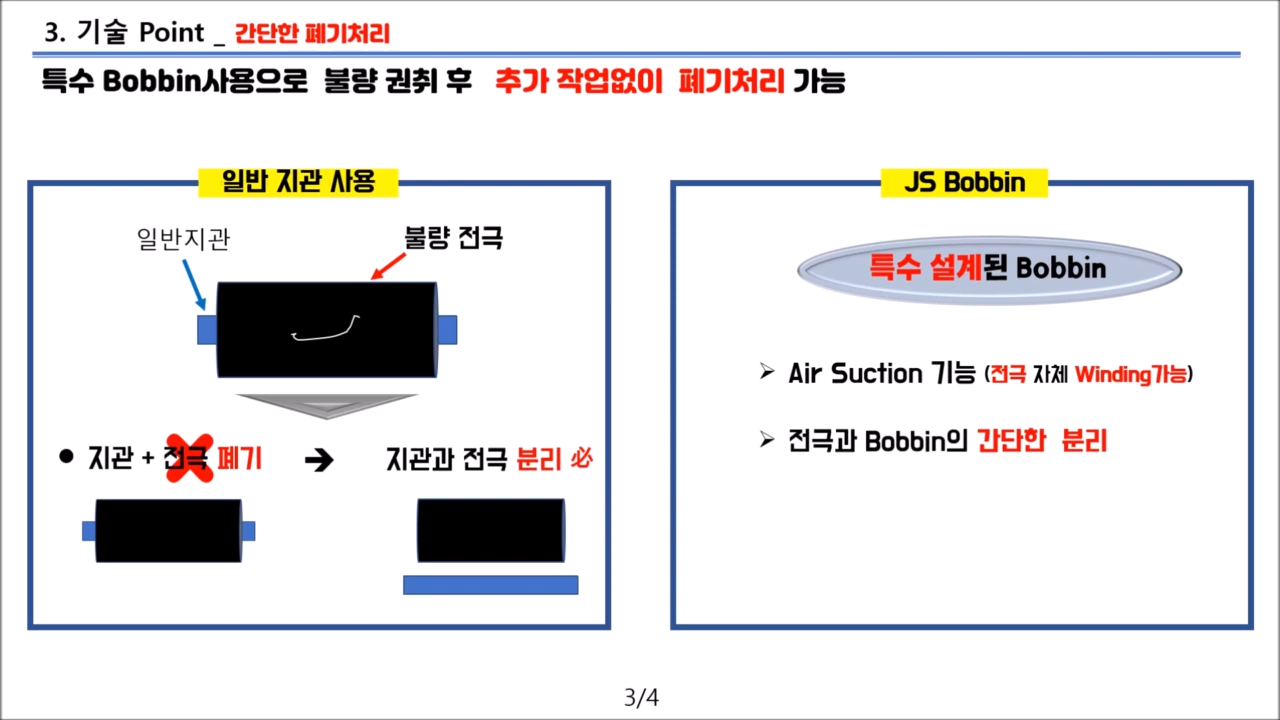 3. 기술 Point _ 간단한 폐기처리
특수 Bobbin사용으로 불량 권취 후 추가 작업없이 폐기처리 가능
일반 지관 사용
일반지관
불량 전극
지관 + 전극 폐기
지관과 전극 분리 必
JS Bobbin
특수 설계된 Bobbin
Air Suction 기능 (전극 자체 Winding가능)
전극과 Bobbin의 간단한 분리
3/4